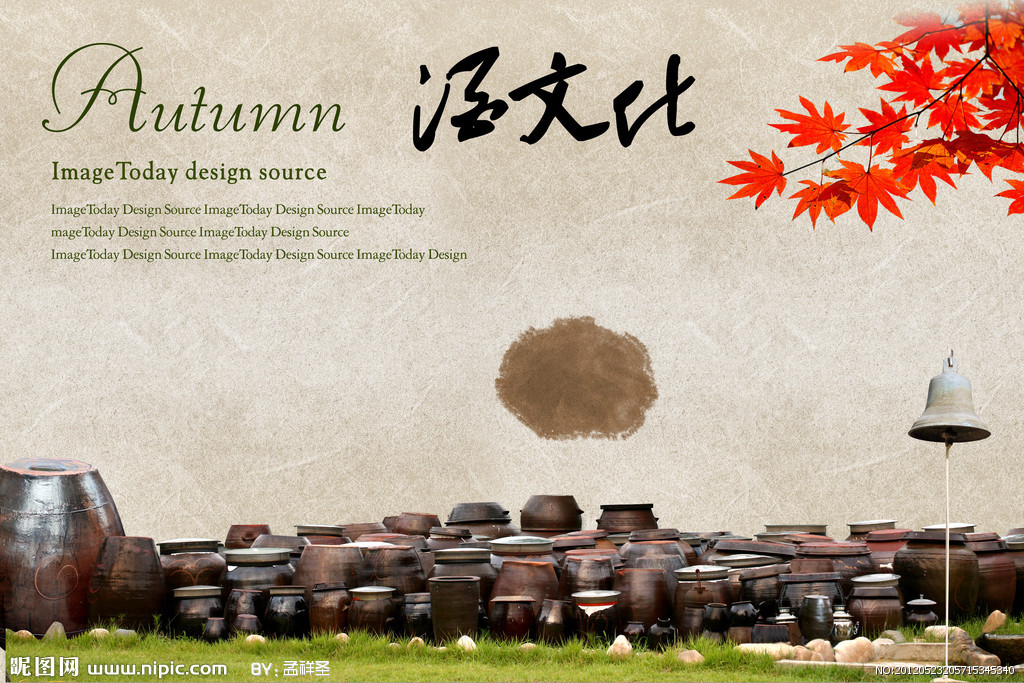 Autumn
酒文化
ImageToday design source
ImageToday Design Source ImageToday Design Source ImageToday
mageToday Design Source ImageToday Design Source
ImageToday Design Source ImageToday Design Source ImageToday Design
昵图网 www.nipic.com BY:孟祥圣
NO:20120523205715345340